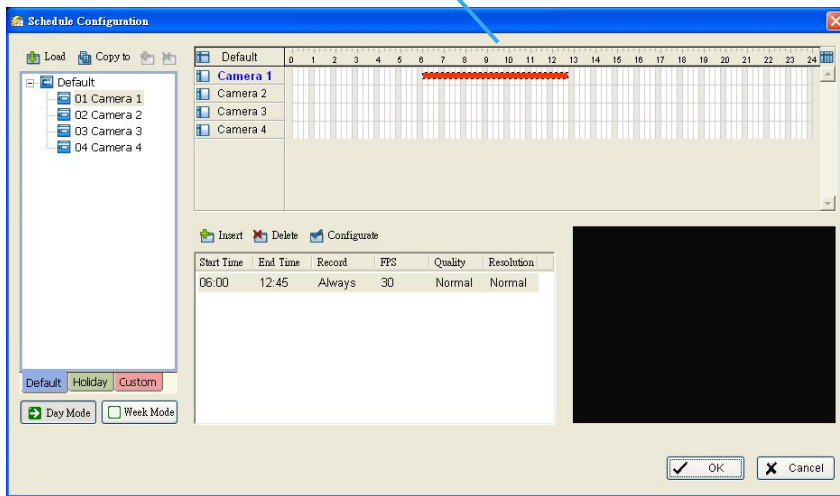 Schedule Configuration
Load Copy to
Default
01 Camera 1
02 Camera 2
03 Camera 3
04 Camera 4
Default Holiday Custom
Day Mode Week Mode
Default 0 1 2 3 4 5 6 7 8 9 10 11 12 13 14 15 16 17 18 19 20 21 22 23 24
Camera 1
Camera 2
Camera 3
Camera 4
Insert Delete Configurate
Start Time End Time Record FPS Quality Resolution
06:00 12:45 Always 30 Normal Normal
OK Cancel